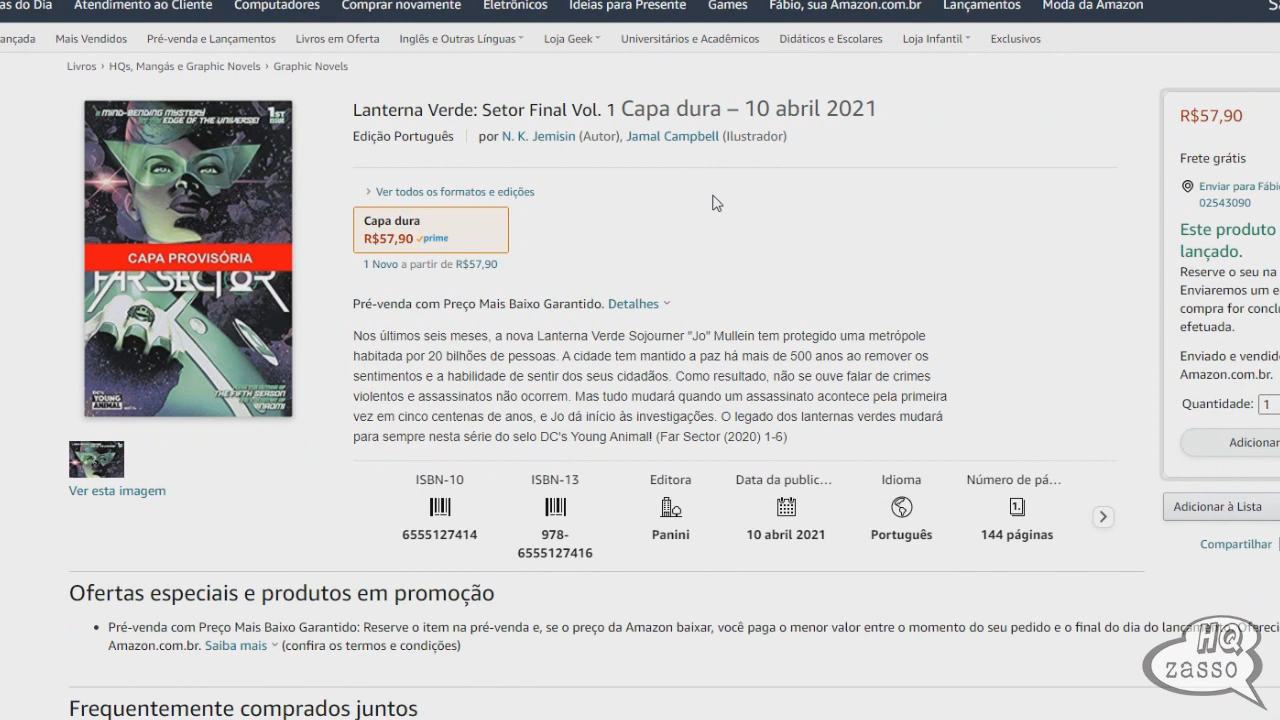 as do Dia Atendimento ao Cliente Computadores Comprar novamente Eletrônicos Ideias para Presente Games Fábio, sua Amazon.com.br Lançamentos Moda da Amazon
ançada Mais Vendidos Pré-venda e Lançamentos Livros em Oferta Inglês e Outras Línguas Loja Geek Universitários e Acadêmicos Didáticos e Escolares Loja Infantil Exclusivos
Livros › HQs, Mangás e Graphic Novels › Graphic Novels
MIND-BENDING MYSTERY
EDGE OF THE UNIVERSE!
1ST
ISSUE
CAPA PROVISÓRIA
FAR SECTOR
THE FIFTH SEASON
NAOMI
YOUNG
ANIMAL
Ver esta imagem
Lanterna Verde: Setor Final Vol. 1 Capa dura – 10 abril 2021
Edição Português por N. K. Jemisin (Autor), Jamal Campbell (Ilustrador)
› Ver todos os formatos e edições
Capa dura
R$57,90 prime
1 Novo a partir de R$57,90
Pré-venda com Preço Mais Baixo Garantido. Detalhes
Nos últimos seis meses, a nova Lanterna Verde Sojourner "Jo" Mullein tem protegido uma metrópole
habitada por 20 bilhões de pessoas. A cidade tem mantido a paz há mais de 500 anos ao remover os
sentimentos e a habilidade de sentir dos seus cidadãos. Como resultado, não se ouve falar de crimes
violentos e assassinatos não ocorrem. Mas tudo mudará quando um assassinato acontece pela primeira
vez em cinco centenas de anos, e Jo dá início às investigações. O legado dos lanternas verdes mudará
para sempre nesta série do selo DC's Young Animal! (Far Sector (2020) 1-6)
ISBN-10 ISBN-13 Editora Data da public... Idioma Número de pá...
1.
6555127414 978- Panini 10 abril 2021 Português 144 páginas
6555127416
R$57,90
Frete grátis
Enviar para Fábi
02543090
Este produto
lançado.
Reserve o seu na
Enviaremos um e
compra for conclu
efetuada.
Enviado e vendid
Amazon.com.br.
Quantidade: 1
Adicionar
Adicionar à Lista
Compartilhar
Ofertas especiais e produtos em promoção
• Pré-venda com Preço Mais Baixo Garantido: Reserve o item na pré-venda e, se o preço da Amazon baixar, você paga o menor valor entre o momento do seu pedido e o final do dia do lançamento. Ofereci
Amazon.com.br. Saiba mais (confira os termos e condições)
HQ
zasso
Frequentemente comprados juntos